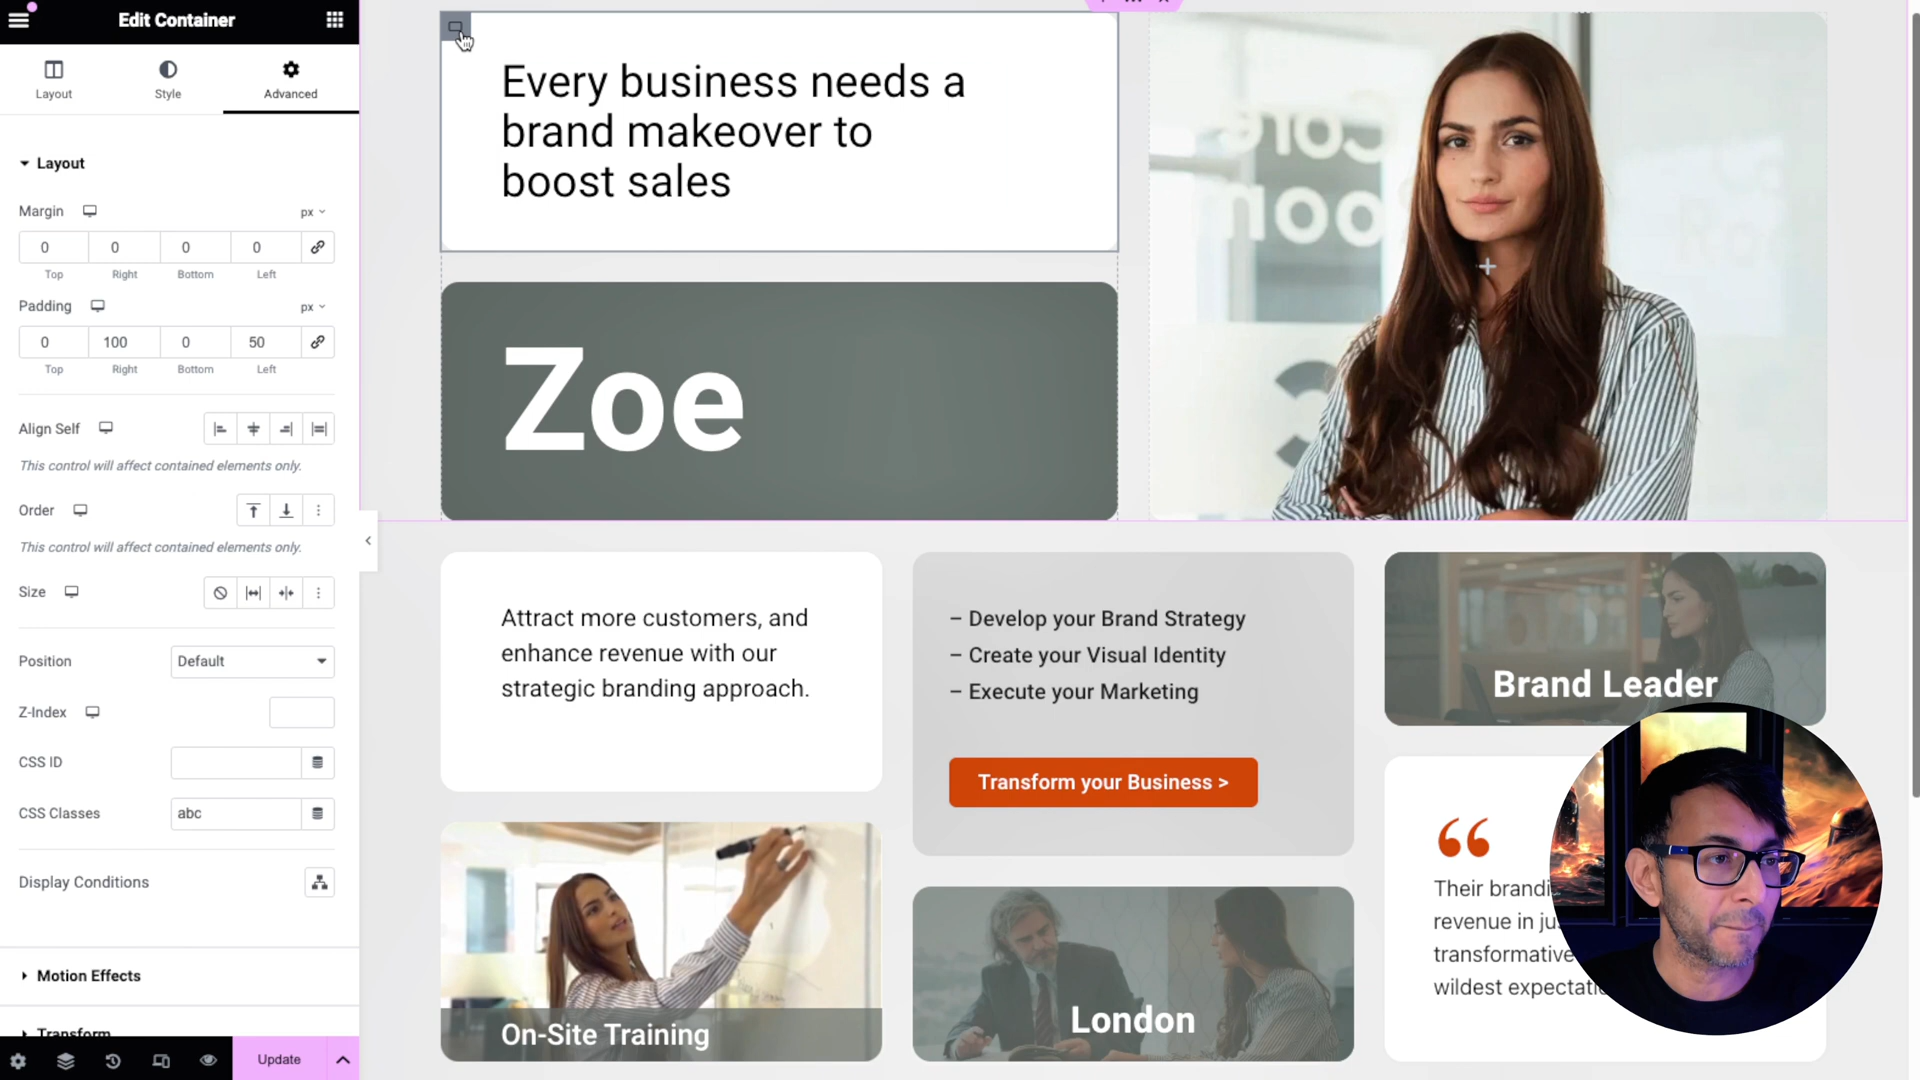 Edit Container
Layout
Style
Advanced
Layout
Margin
px
0
0
0
0
Top
Right
Bottom
Left
Padding
px
0
100
0
50
Top
Right
Bottom
Left
Align Self
This control will affect contained elements only.
Order
This control will affect contained elements only.
Size
Position
Default
Z-Index
CSS ID
CSS Classes
abc
Display Conditions
Motion Effects
Transform
Update
Every business needs a
brand makeover to
boost sales
Zoe
Attract more customers, and
enhance revenue with our
strategic branding approach.
– Develop your Brand Strategy
– Create your Visual Identity
– Execute your Marketing
Transform your Business >
Brand Leader
On-Site Training
London
“
Their
revenue in
transformative
wildest